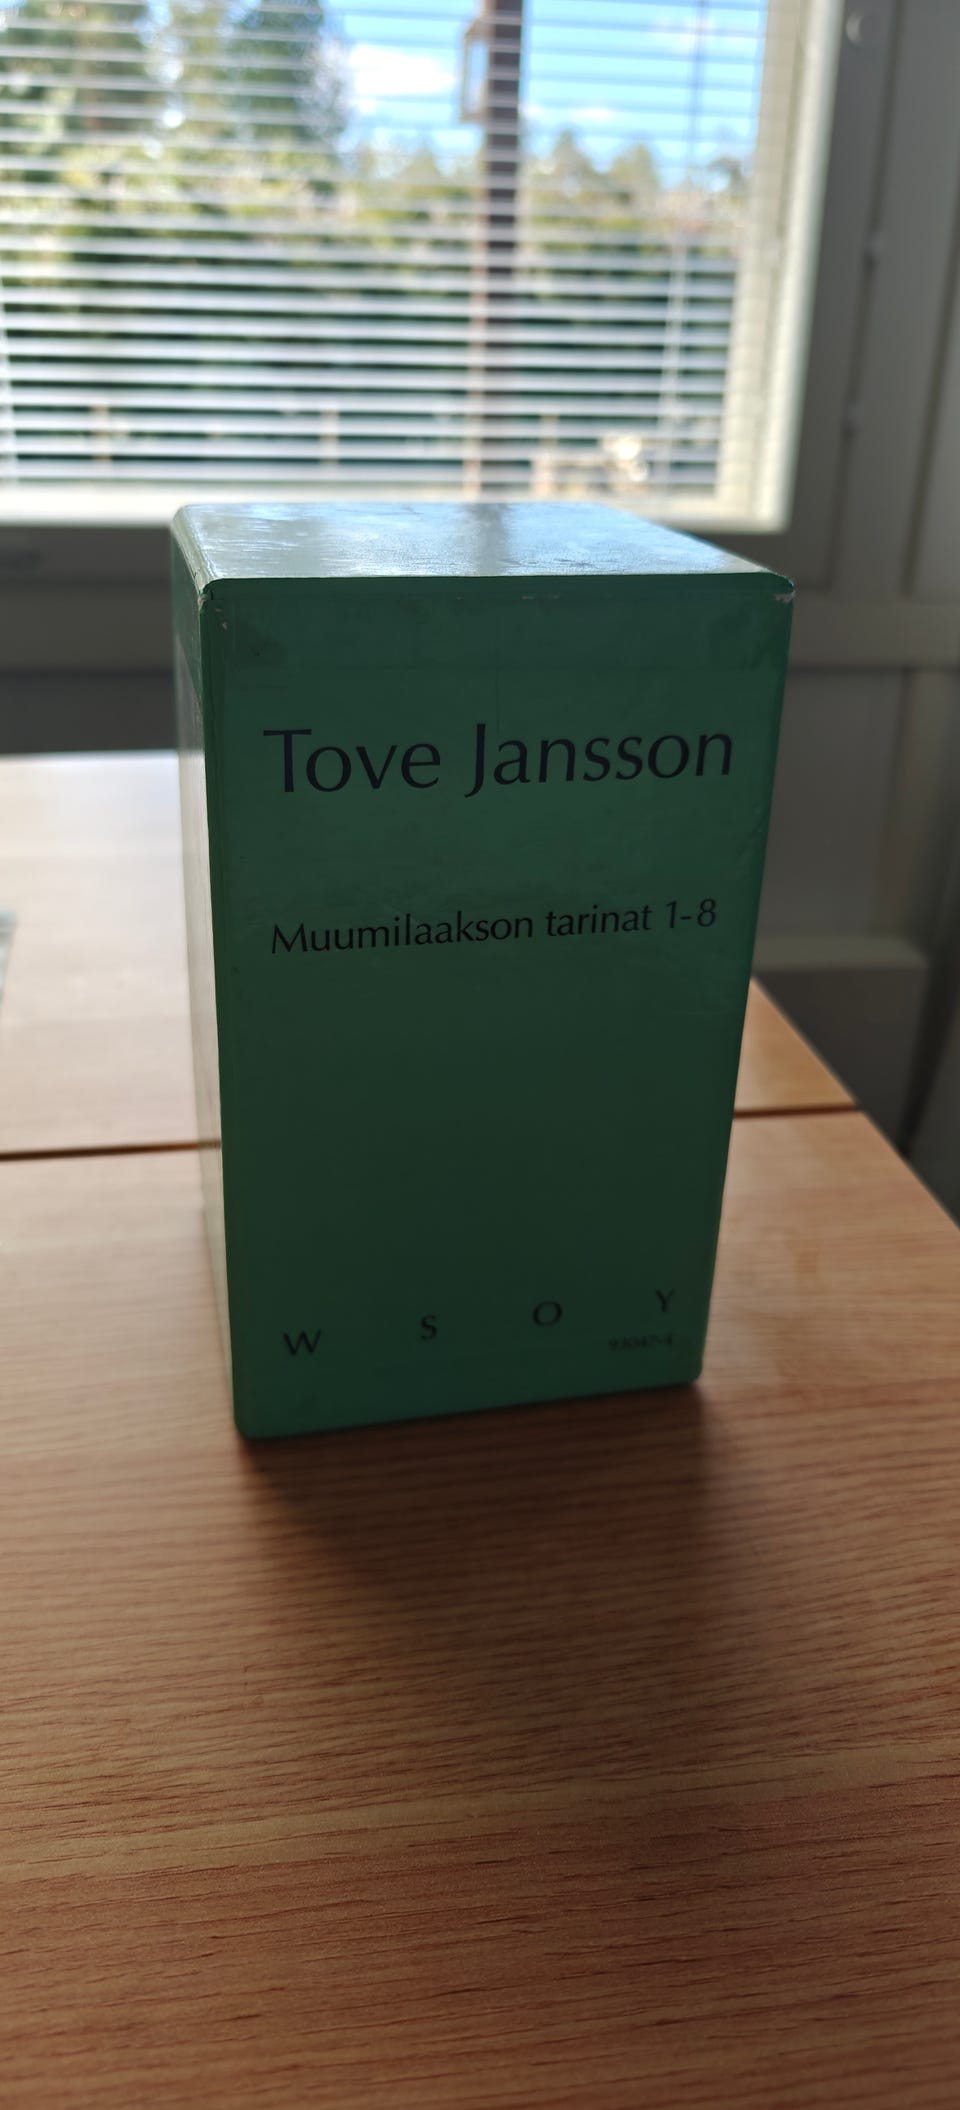 Tove Jansson
Muumilaakson tarinat 1-8
W S O Y